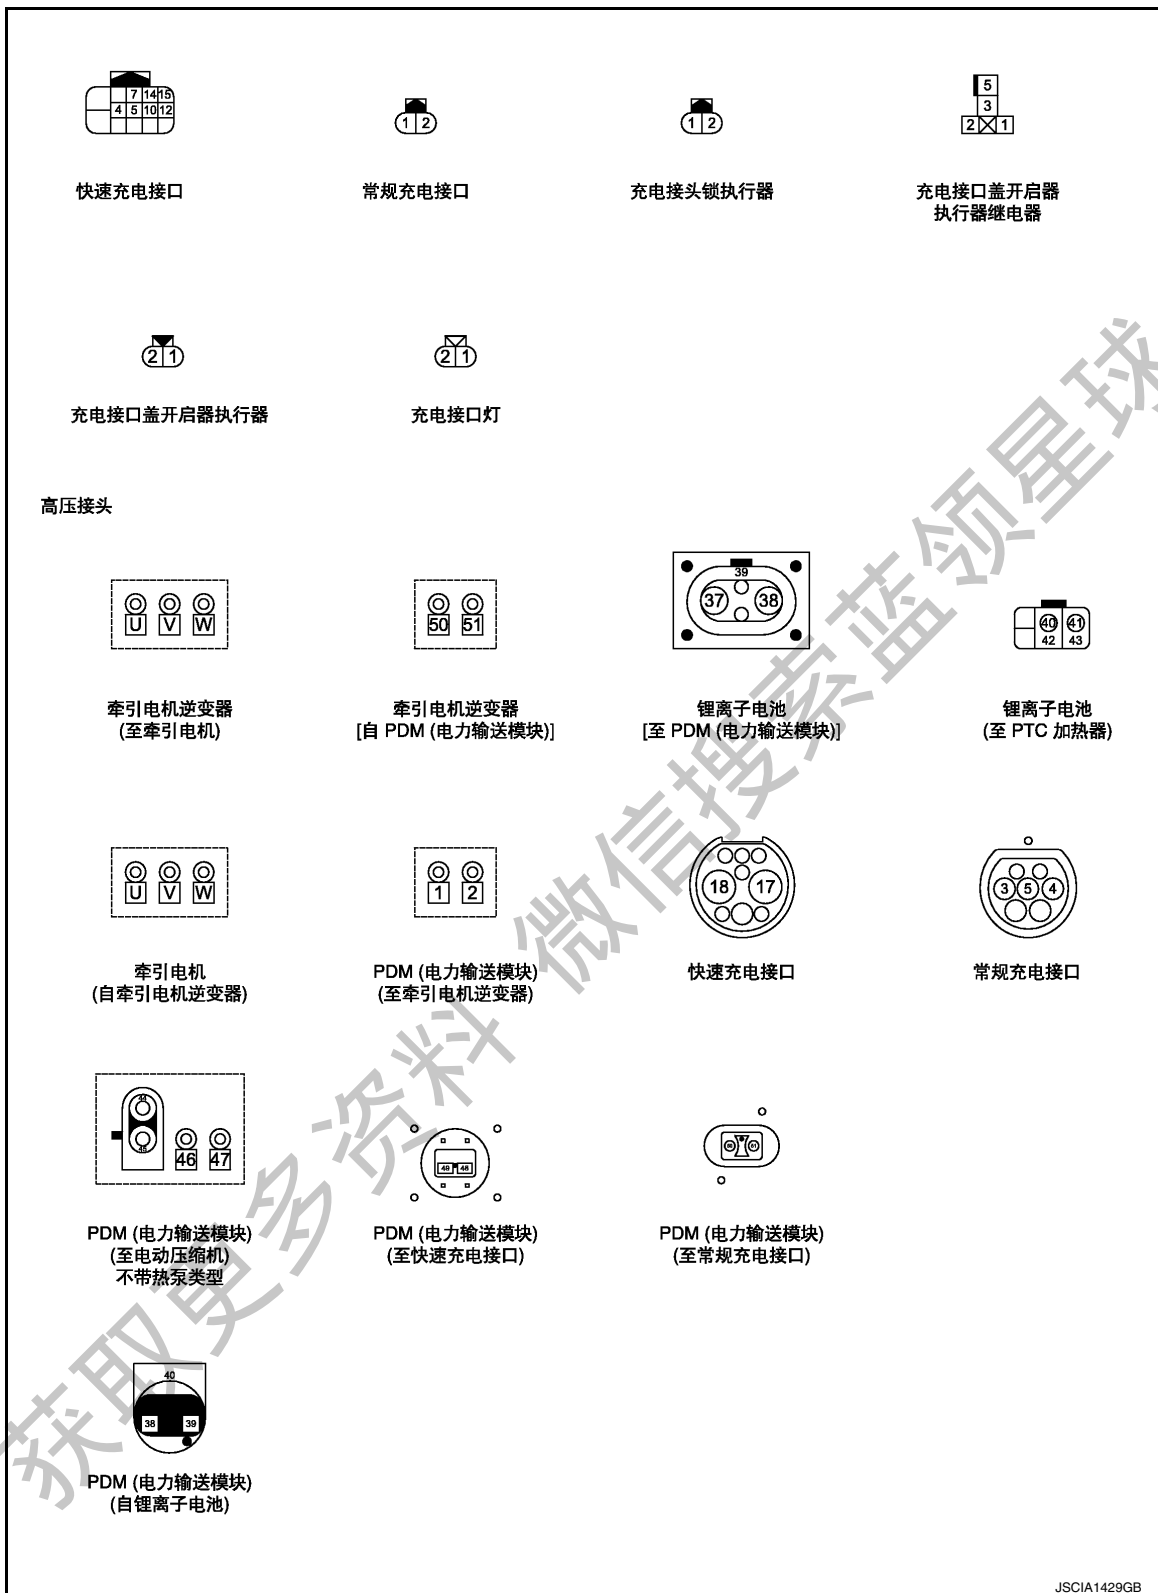 7 14 15
4 5 10 12
快速充电接口
1 2
常规充电接口
1 2
充电接头锁执行器
5
3
2 1
充电接口盖开启器
执行器继电器
2 1
充电接口盖开启器执行器
2 1
充电接口灯
高压接头
U V W
牵引电机逆变器
(至牵引电机)
50 51
牵引电机逆变器
[自 PDM (电力输送模块)]
39
37 38
锂离子电池
[至 PDM (电力输送模块)]
40 41
42 43
锂离子电池
(至 PTC 加热器)
U V W
牵引电机
(自牵引电机逆变器)
1 2
PDM (电力输送模块)
(至牵引电机逆变器)
18 17
快速充电接口
3 5 4
常规充电接口
44
45
46 47
PDM (电力输送模块)
(至电动压缩机)
不带热泵类型
49 48
PDM (电力输送模块)
(至快速充电接口)
PDM (电力输送模块)
(至常规充电接口)
40
38 39
PDM (电力输送模块)
(自锂离子电池)
获取更多资料 微信搜索蓝领星球
JSCIA1429GB